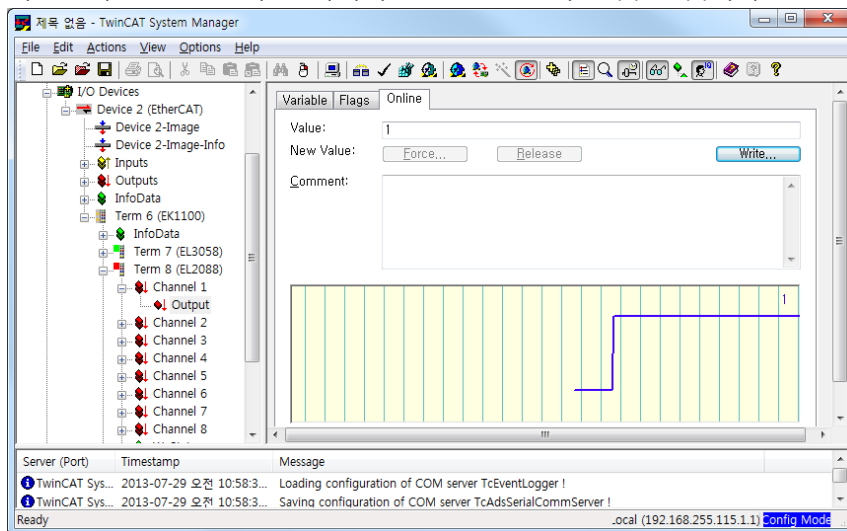 제목 없음 - TwinCAT System Manager
File Edit Actions View Options Help
I/O Devices
Device 2 (EtherCAT)
Device 2-Image
Device 2-Image-Info
Inputs
Outputs
InfoData
Term 6 (EK1100)
InfoData
Term 7 (EL3058)
Term 8 (EL2088)
Channel 1
Output
Channel 2
Channel 3
Channel 4
Channel 5
Channel 6
Channel 7
Channel 8
Variable Flags Online
Value: 1
New Value: Force... Release Write...
Comment:
1
Server (Port) Timestamp Message
TwinCAT Sys... 2013-07-29 오전 10:58:3... Loading configuration of COM server TcEventLogger !
TwinCAT Sys... 2013-07-29 오전 10:58:3... Saving configuration of COM server TcAdsSerialCommServer !
Ready .ocal (192.168.255.115.1.1) Config Mode